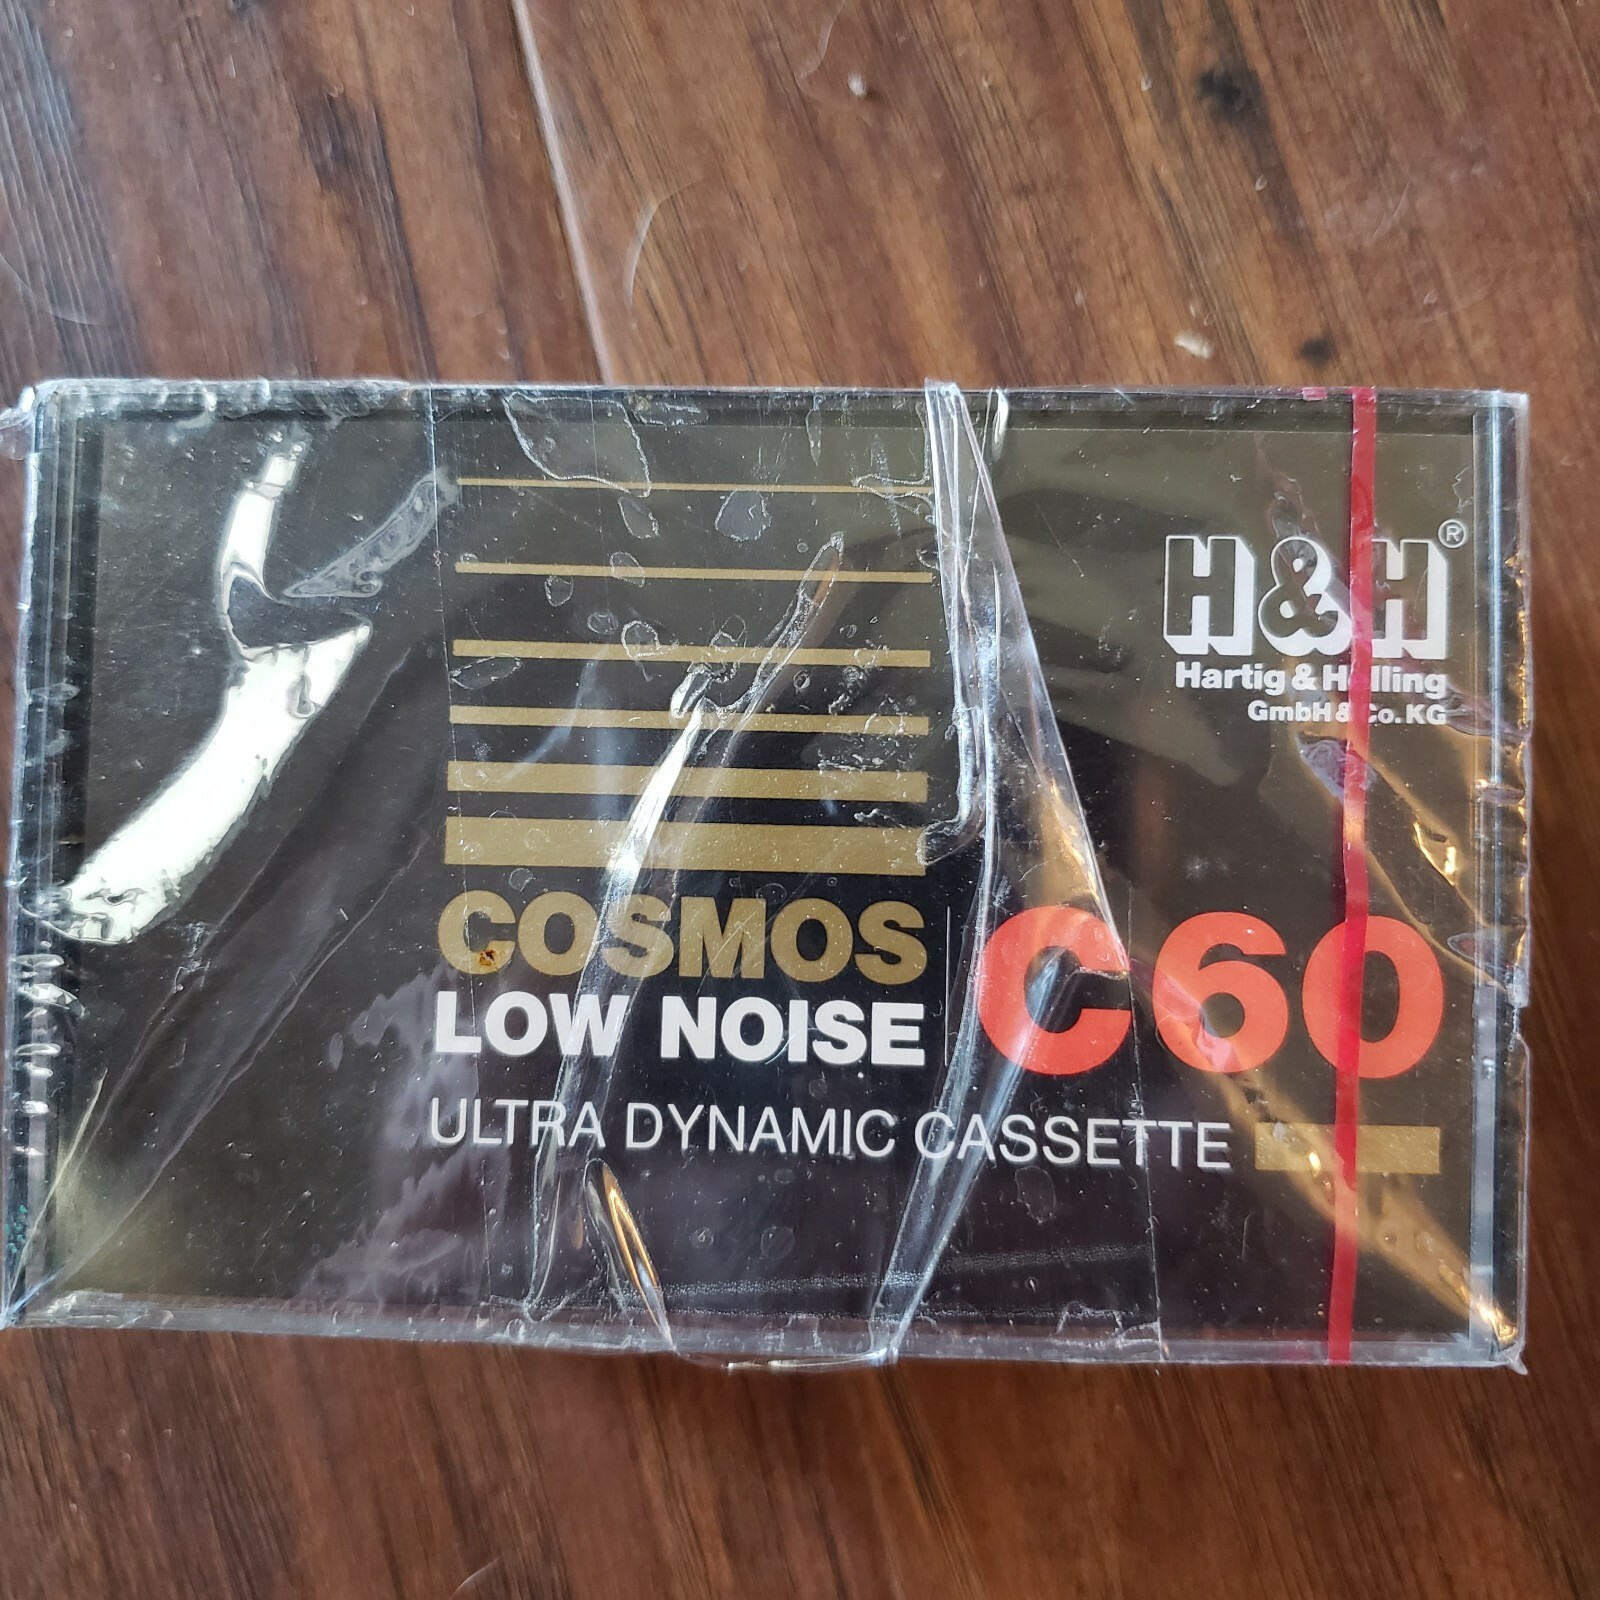 H&H®
Hartig & Helling
GmbH & Co. KG
COSMOS
LOW NOISE
C60
ULTRA DYNAMIC CASSETTE